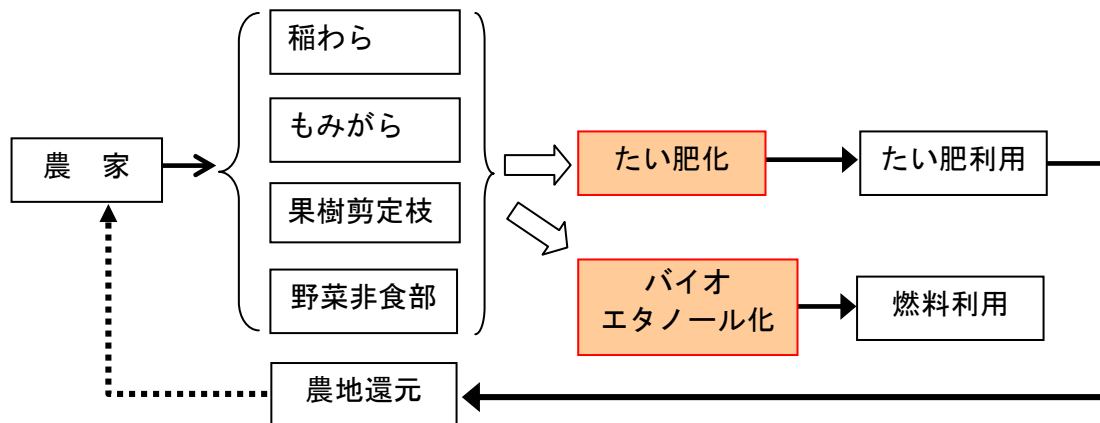 農　家
稲わら
もみがら
果樹剪定枝
野菜非食部
たい肥化
たい肥利用
バイオ
エタノール化
燃料利用
農地還元